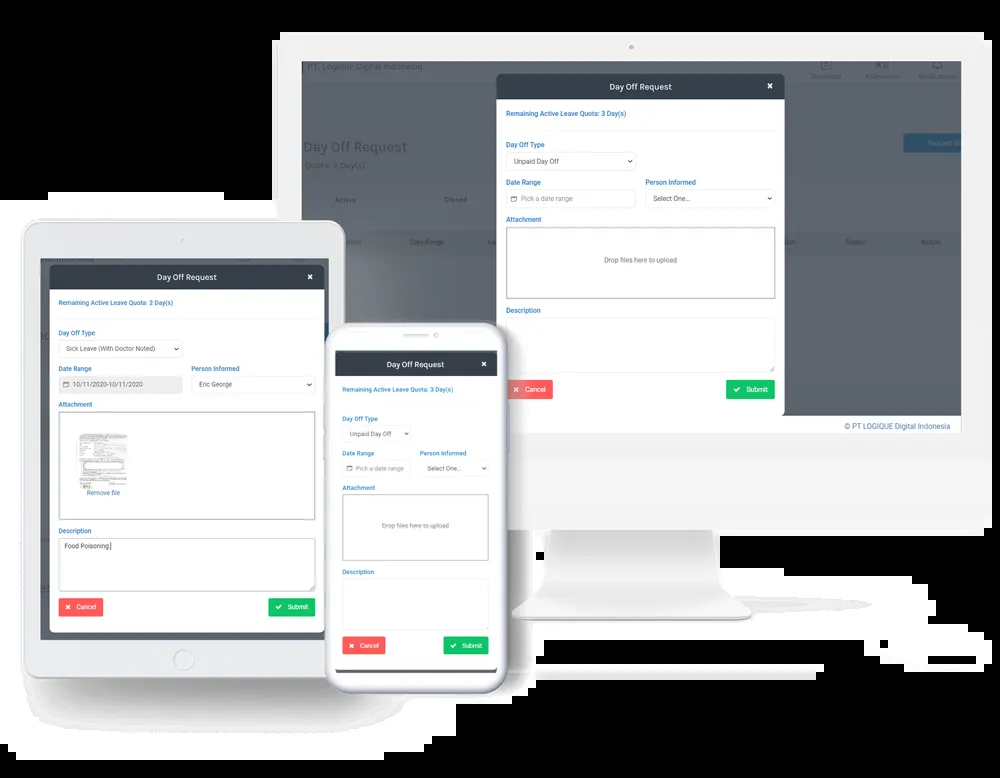 PT. Logique Digital Indonesia
Download
Notifications
Day Off Request
Quota: 3 Day(s)
Active
Closed
Date Range
Status
Action
Day Off Request
Remaining Active Leave Quota: 3 Day(s)
Day Off Type
Unpaid Day Off
Date Range
Person Informed
Pick a date range
Select One...
Attachment
Drop files here to upload
Description
Cancel
Submit
© PT LOGIQUE Digital Indonesia
Day Off Request
Remaining Active Leave Quota: 2 Day(s)
Day Off Type
Sick Leave (With Doctor Noted)
Date Range
Person Informed
10/11/2020-10/11/2020
Eric George
Attachment
Remove file
Description
Food Poisoning
Cancel
Submit
Day Off Request
Remaining Active Leave Quota: 3 Day(s)
Day Off Type
Unpaid Day Off
Date Range
Person Informed
Pick a date range
Select One...
Attachment
Drop files here to upload
Description
Cancel
Submit